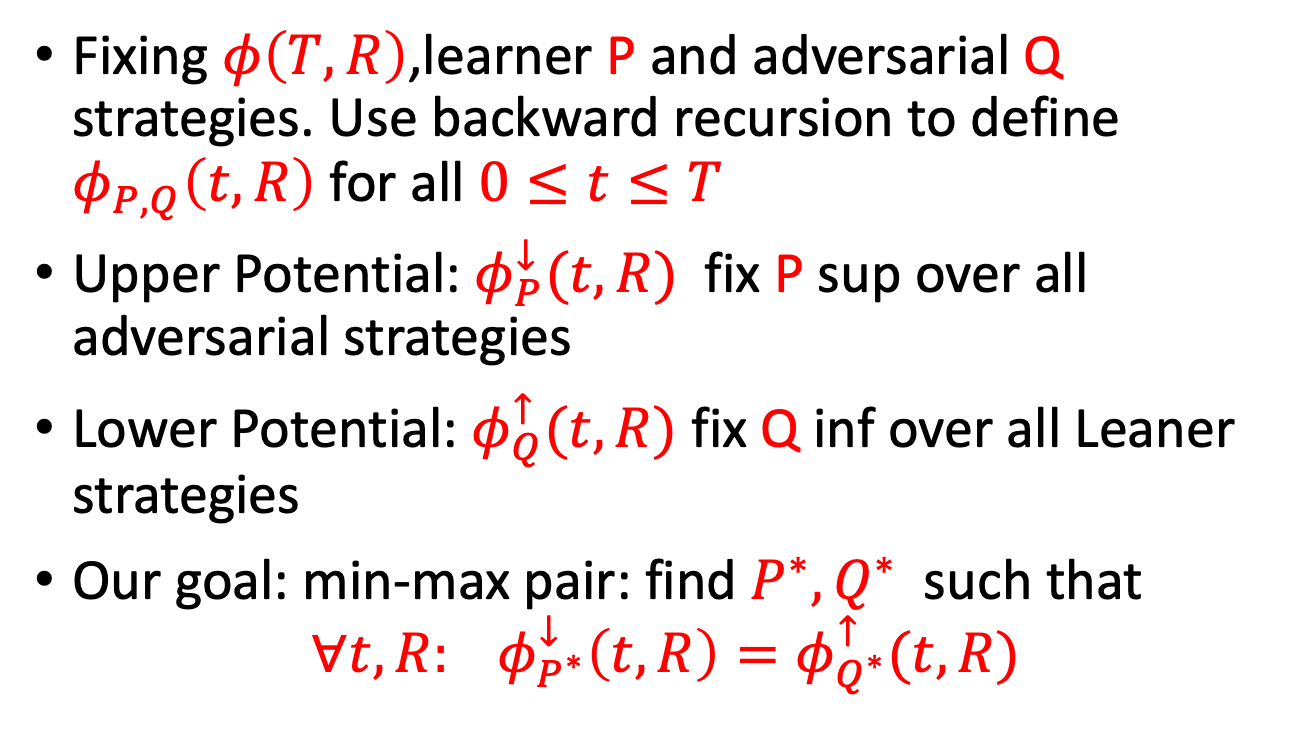 • Fixing ϕ(T, R),learner P and adversarial Q
strategies. Use backward recursion to define
ϕ_{P,Q}(t, R) for all 0 ≤ t ≤ T
• Upper Potential: ϕ_P^↓(t, R) fix P sup over all
adversarial strategies
• Lower Potential: ϕ_Q^↑(t, R) fix Q inf over all Leaner
strategies
• Our goal: min-max pair: find P*, Q* such that
∀t, R: ϕ_{P*}^↓(t, R) = ϕ_{Q*}^↑(t, R)